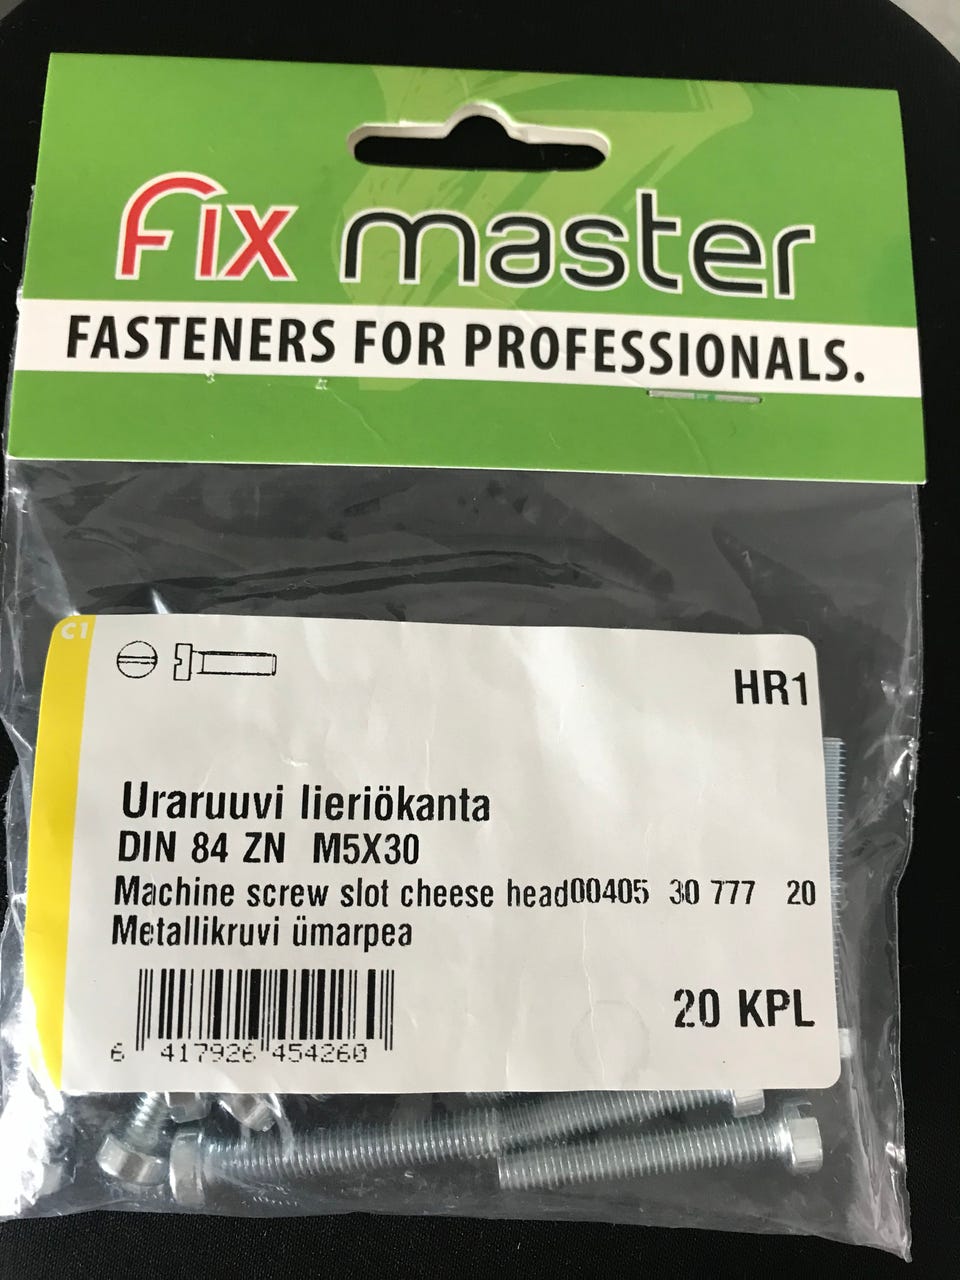 Fix master
FASTENERS FOR PROFESSIONALS.
C1
HR1
Uraruuvi lieriökanta
DIN 84 ZN M5X30
Machine screw slot cheese head00405 30 777 20
Metallikruvi ümarpea
20 KPL
6 417926 454260